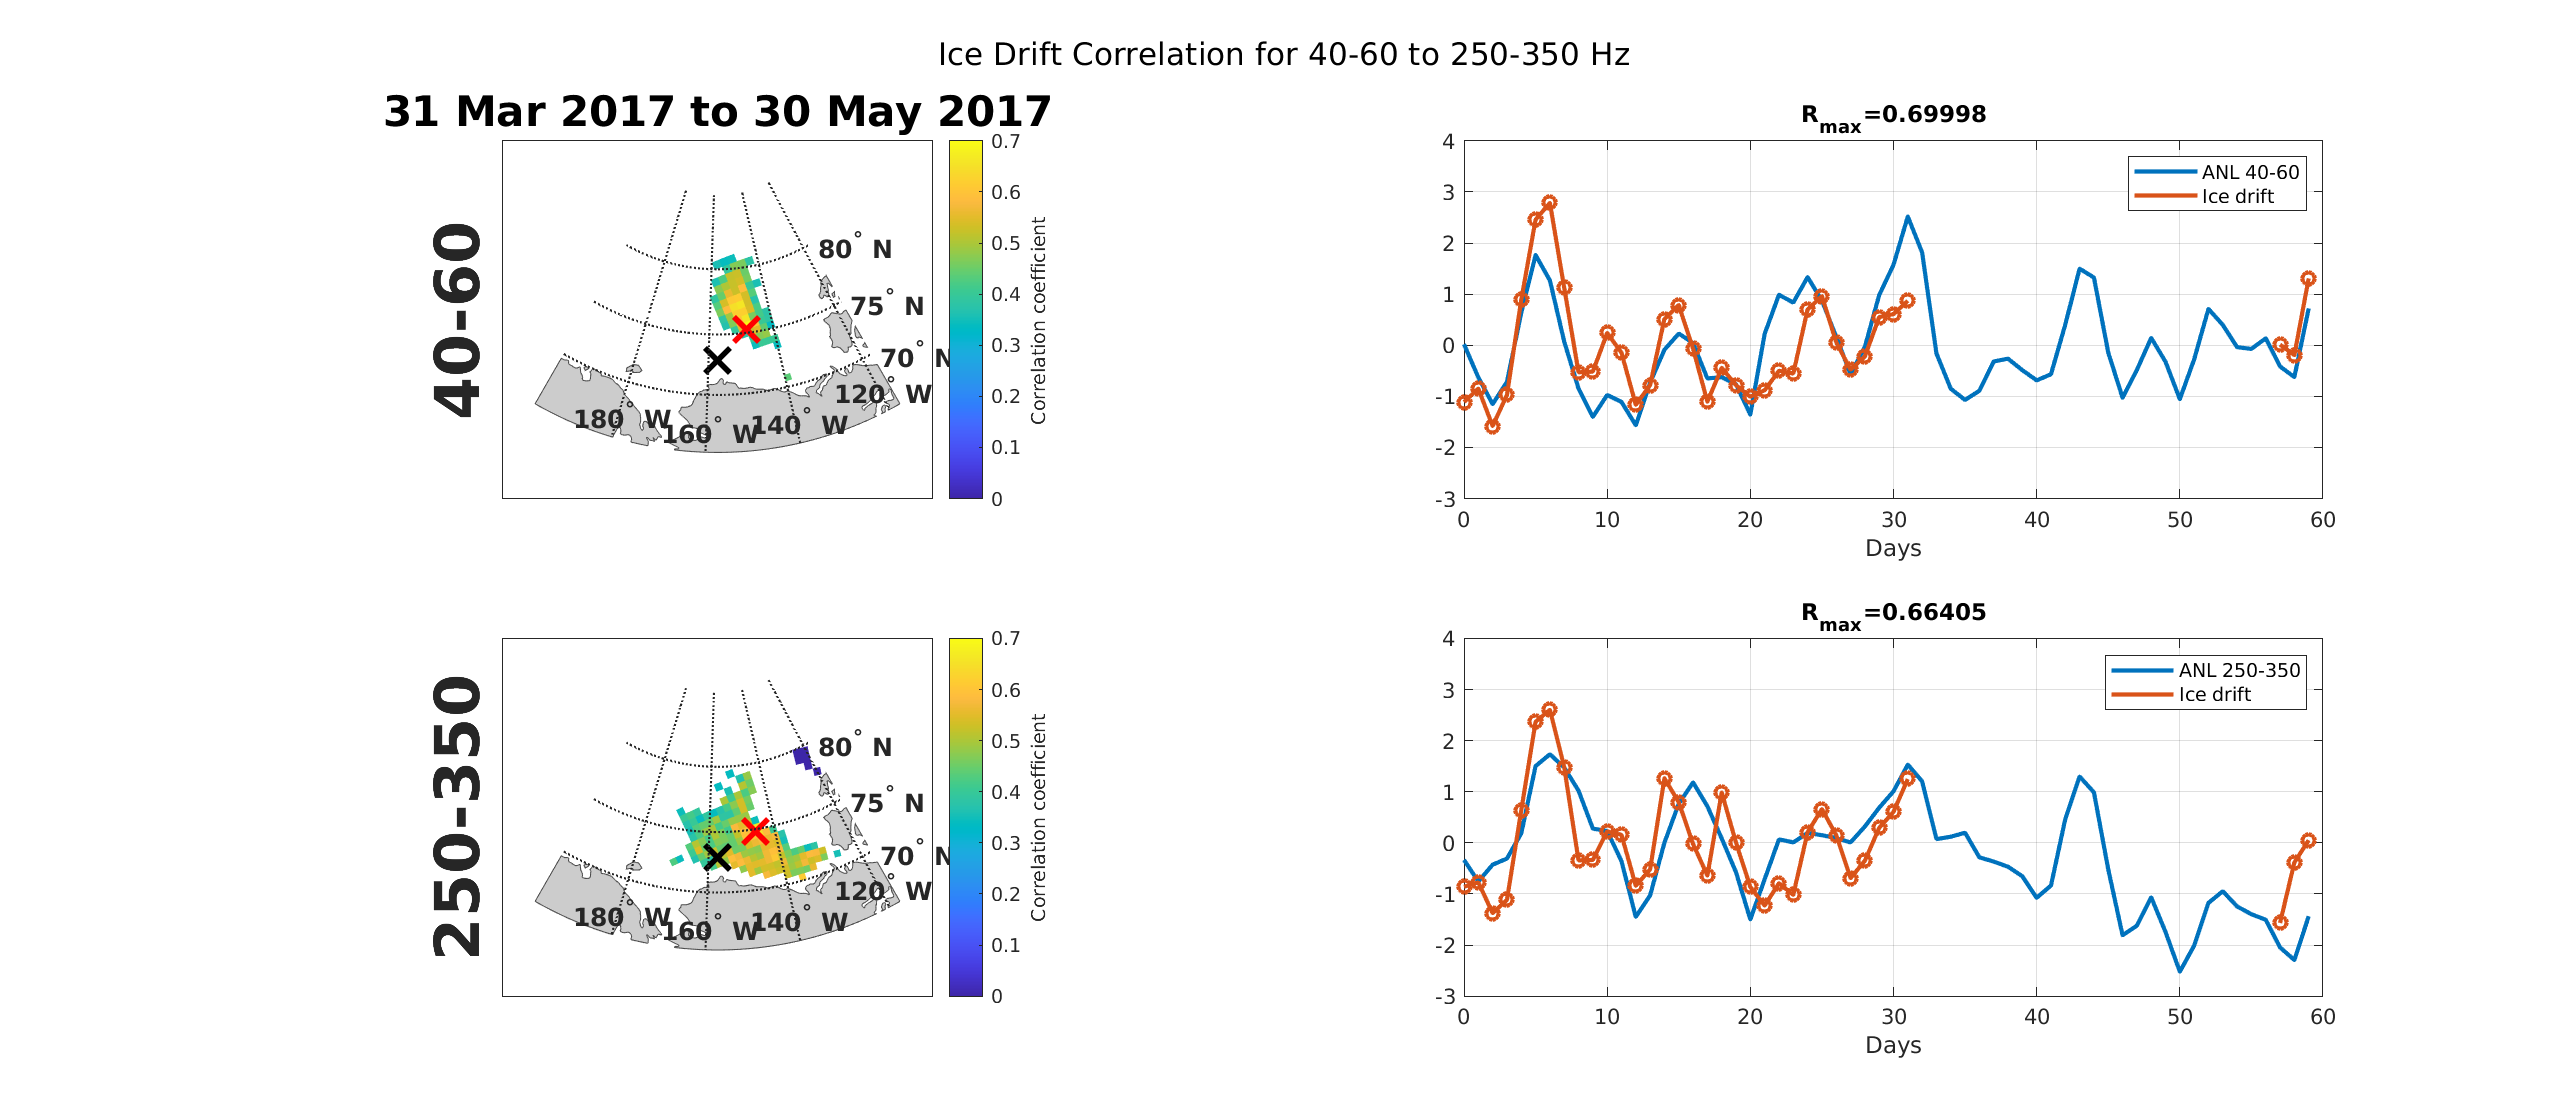 Ice Drift Correlation for 40-60 to 250-350 Hz
31 Mar 2017 to 30 May 2017
40-60
80° N
75° N
70° N
120° W
180° W
160° W
140° W
0.7
0.6
0.5
0.4
0.3
0.2
0.1
0
Correlation coefficient
Rmax=0.69998
4
3
2
1
0
-1
-2
-3
ANL 40-60
Ice drift
0 10 20 30 40 50 60
Days
250-350
80° N
75° N
70° N
120° W
180° W
160° W
140° W
0.7
0.6
0.5
0.4
0.3
0.2
0.1
0
Correlation coefficient
Rmax=0.66405
4
3
2
1
0
-1
-2
-3
ANL 250-350
Ice drift
0 10 20 30 40 50 60
Days